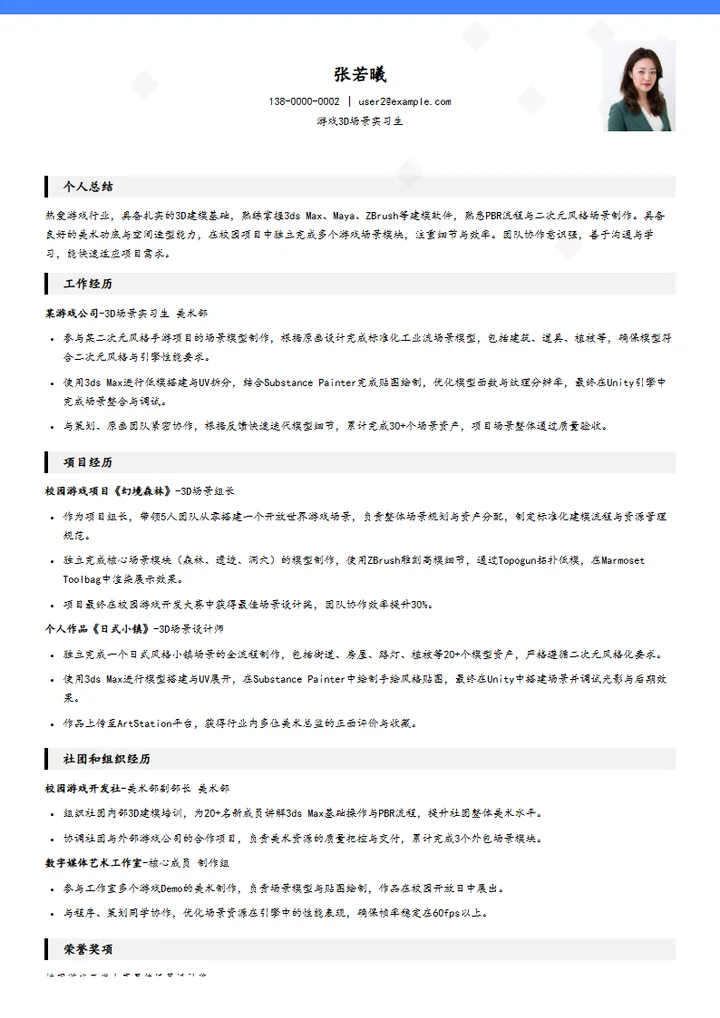 张若曦
138-0000-0002 | user2@example.com
游戏3D场景实习生
个人总结
热爱游戏行业，具备扎实的3D建模基础，熟练掌握3ds Max、Maya、ZBrush等建模软件，熟悉PBR流程与二次元风格场景制作。具备
良好的美术功底与空间造型能力，在校园项目中独立完成多个游戏场景模块，注重细节与效率。团队协作意识强，善于沟通与学
习，能快速适应项目需求。
工作经历
某游戏公司-3D场景实习生 美术部
• 参与某二次元风格手游项目的场景模型制作，根据原画设计完成标准化工业流场景模型，包括建筑、道具、植被等，确保模型符
合二次元风格与引擎性能要求。
• 使用3ds Max进行低模搭建与UV拆分，结合Substance Painter完成贴图绘制，优化模型面数与纹理分辨率，最终在Unity引擎中
完成场景整合与调试。
• 与策划、原画团队紧密协作，根据反馈快速迭代模型细节，累计完成30+个场景资产，项目场景整体通过质量验收。
项目经历
校园游戏项目《幻境森林》-3D场景组长
• 作为项目组长，带领5人团队从零搭建一个开放世界游戏场景，负责整体场景规划与资产分配，制定标准化建模流程与资源管理
规范。
• 独立完成核心场景模块（森林、遗迹、洞穴）的模型制作，使用ZBrush雕刻高模细节，通过Topogun拓扑低模，在Marmoset
Toolbag中渲染展示效果。
• 项目最终在校园游戏开发大赛中获得最佳场景设计奖，团队协作效率提升30%。
个人作品《日式小镇》-3D场景设计师
• 独立完成一个日式风格小镇场景的全流程制作，包括街道、房屋、路灯、植被等20+个模型资产，严格遵循二次元风格化要求。
• 使用3ds Max进行模型搭建与UV展开，在Substance Painter中绘制手绘风格贴图，最终在Unity中搭建场景并调试光影与后期效
果。
• 作品上传至ArtStation平台，获得行业内多位美术总监的正面评价与收藏。
社团和组织经历
校园游戏开发社-美术部副部长 美术部
• 组织社团内部3D建模培训，为20+名新成员讲解3ds Max基础操作与PBR流程，提升社团整体美术水平。
• 协调社团与外部游戏公司的合作项目，负责美术资源的质量把控与交付，累计完成3个外包场景模块。
数字媒体艺术工作室-核心成员 制作组
• 参与工作室多个游戏Demo的美术制作，负责场景模型与贴图绘制，作品在校园开放日中展出。
• 与程序、策划同学协作，优化场景资源在引擎中的性能表现，确保帧率稳定在60fps以上。
荣誉奖项